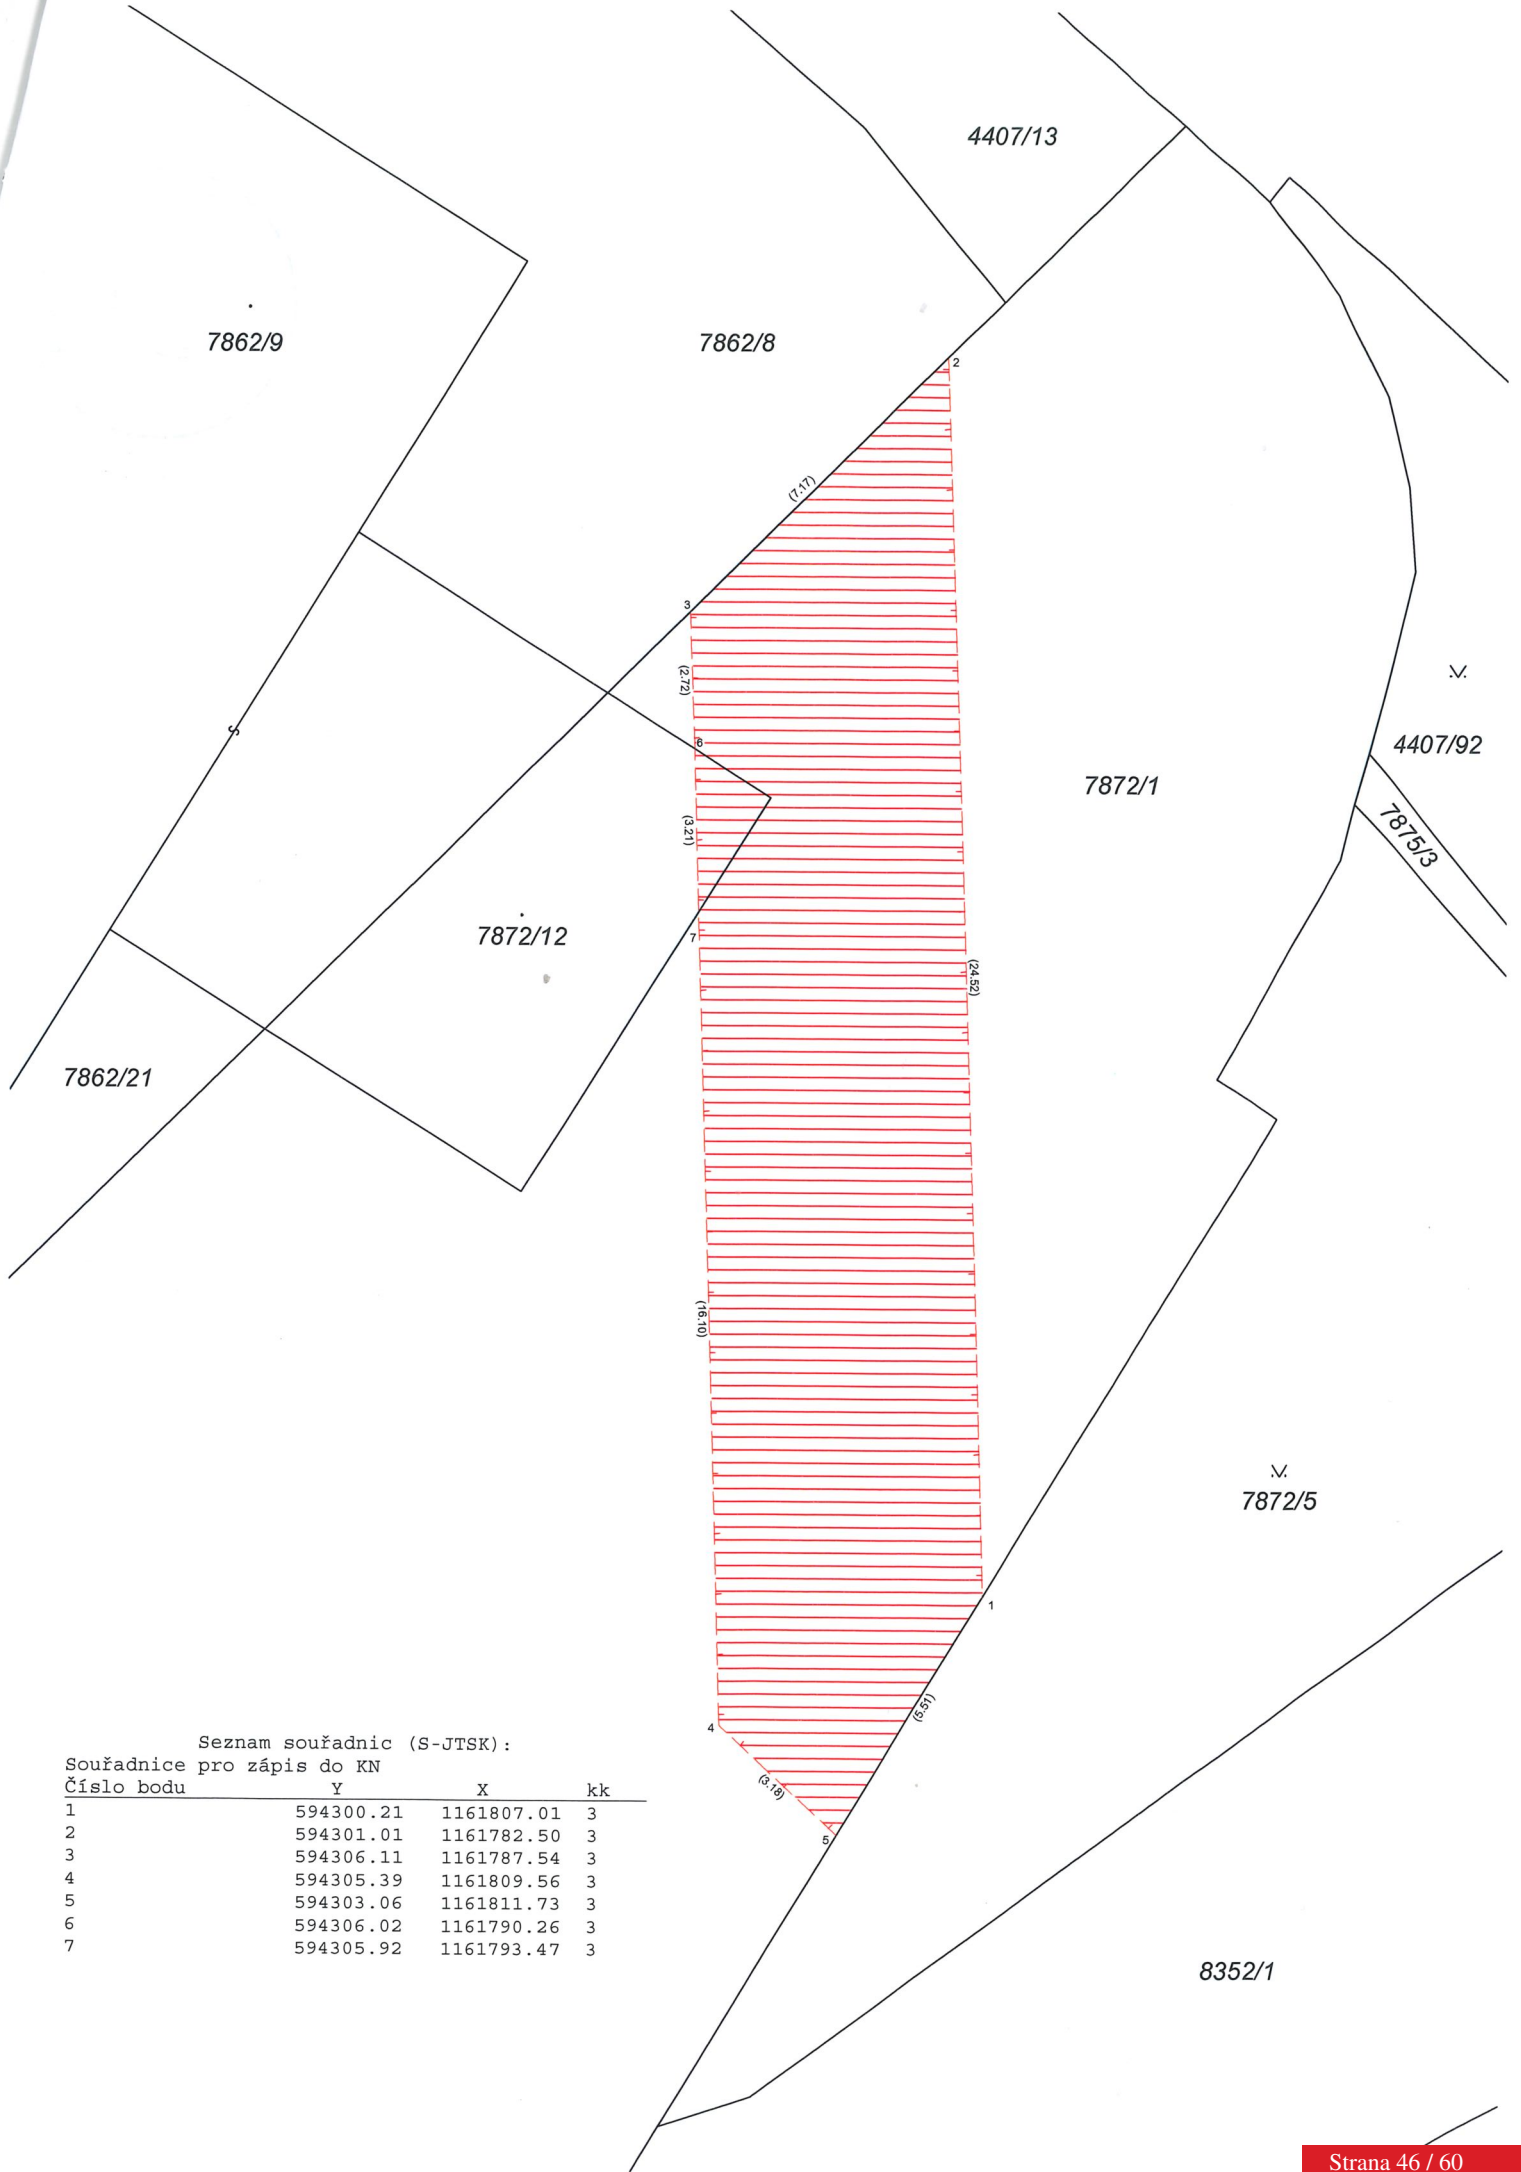 4407/13
7862/9
7862/8
2
(7.17)
3
(2.72)
6
4407/92
7872/1
7875/3
(3.21)
7872/12
7
(24.52)
7862/21
(16.10)
7872/5
1
(5.51)
4
(3.18)
5
Seznam souřadnic (S-JTSK):
Souřadnice pro zápis do KN
Číslo bodu Y X kk
1 594300.21 1161807.01 3
2 594301.01 1161782.50 3
3 594306.11 1161787.54 3
4 594305.39 1161809.56 3
5 594303.06 1161811.73 3
6 594306.02 1161790.26 3
7 594305.92 1161793.47 3
8352/1
Strana 46 / 60